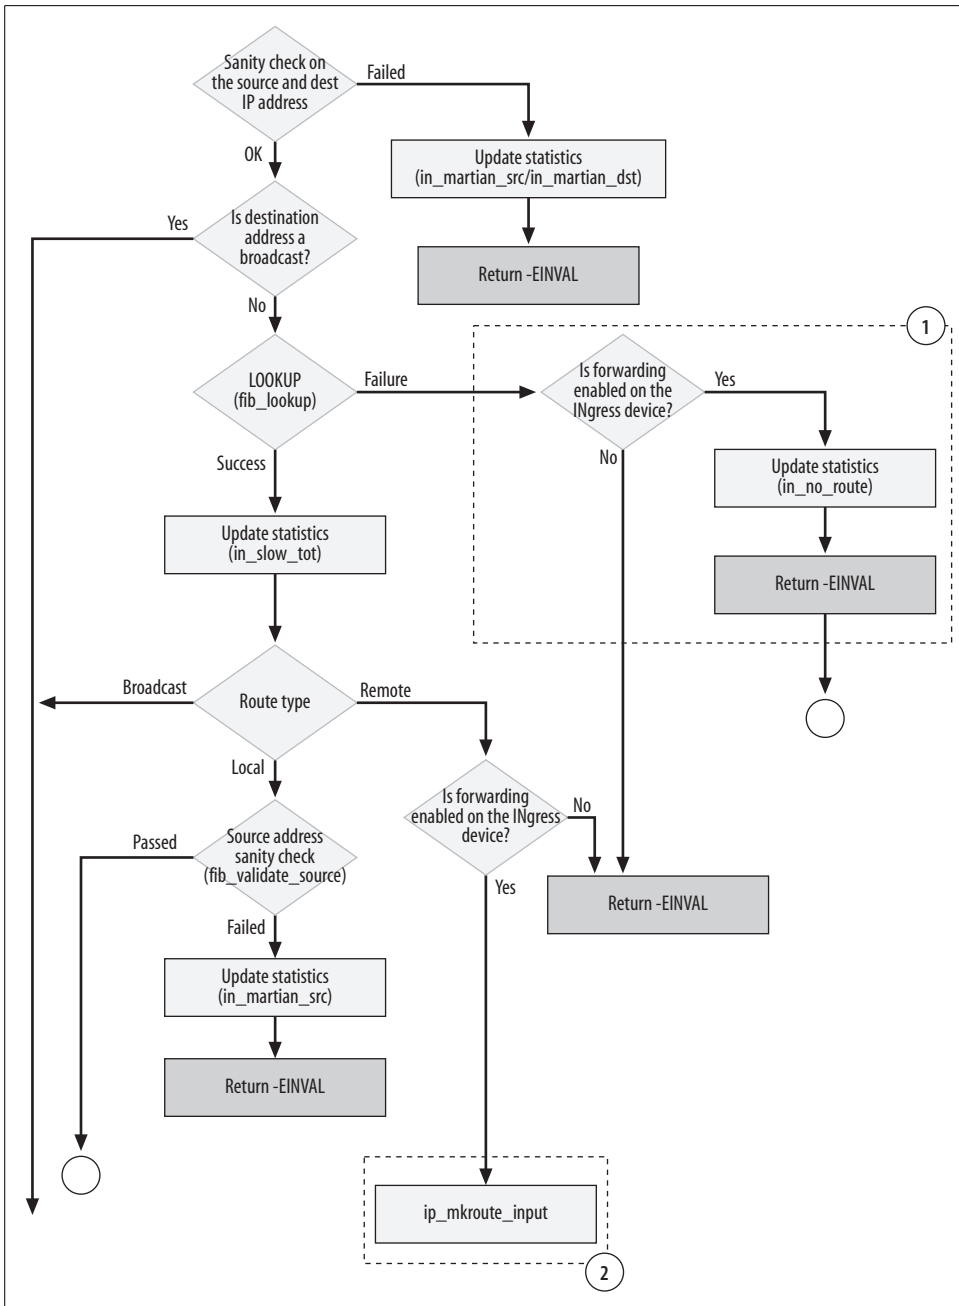 Sanity check on
the source and dest
IP address
Failed
OK
Update statistics
(in_martian_src/in_martian_dst)
Return -EINVAL
Is destination
address a
broadcast?
Yes
No
1
LOOKUP
(fib_lookup)
Failure
Success
Is forwarding
enabled on the
INgress device?
Yes
No
Update statistics
(in_no_route)
Return -EINVAL
Update statistics
(in_slow_tot)
Route type
Broadcast
Remote
Local
Is forwarding
enabled on the INgress
device?
No
Yes
Return -EINVAL
Source address
sanity check
(fib_validate_source)
Passed
Failed
Update statistics
(in_martian_src)
Return -EINVAL
ip_mkroute_input
2